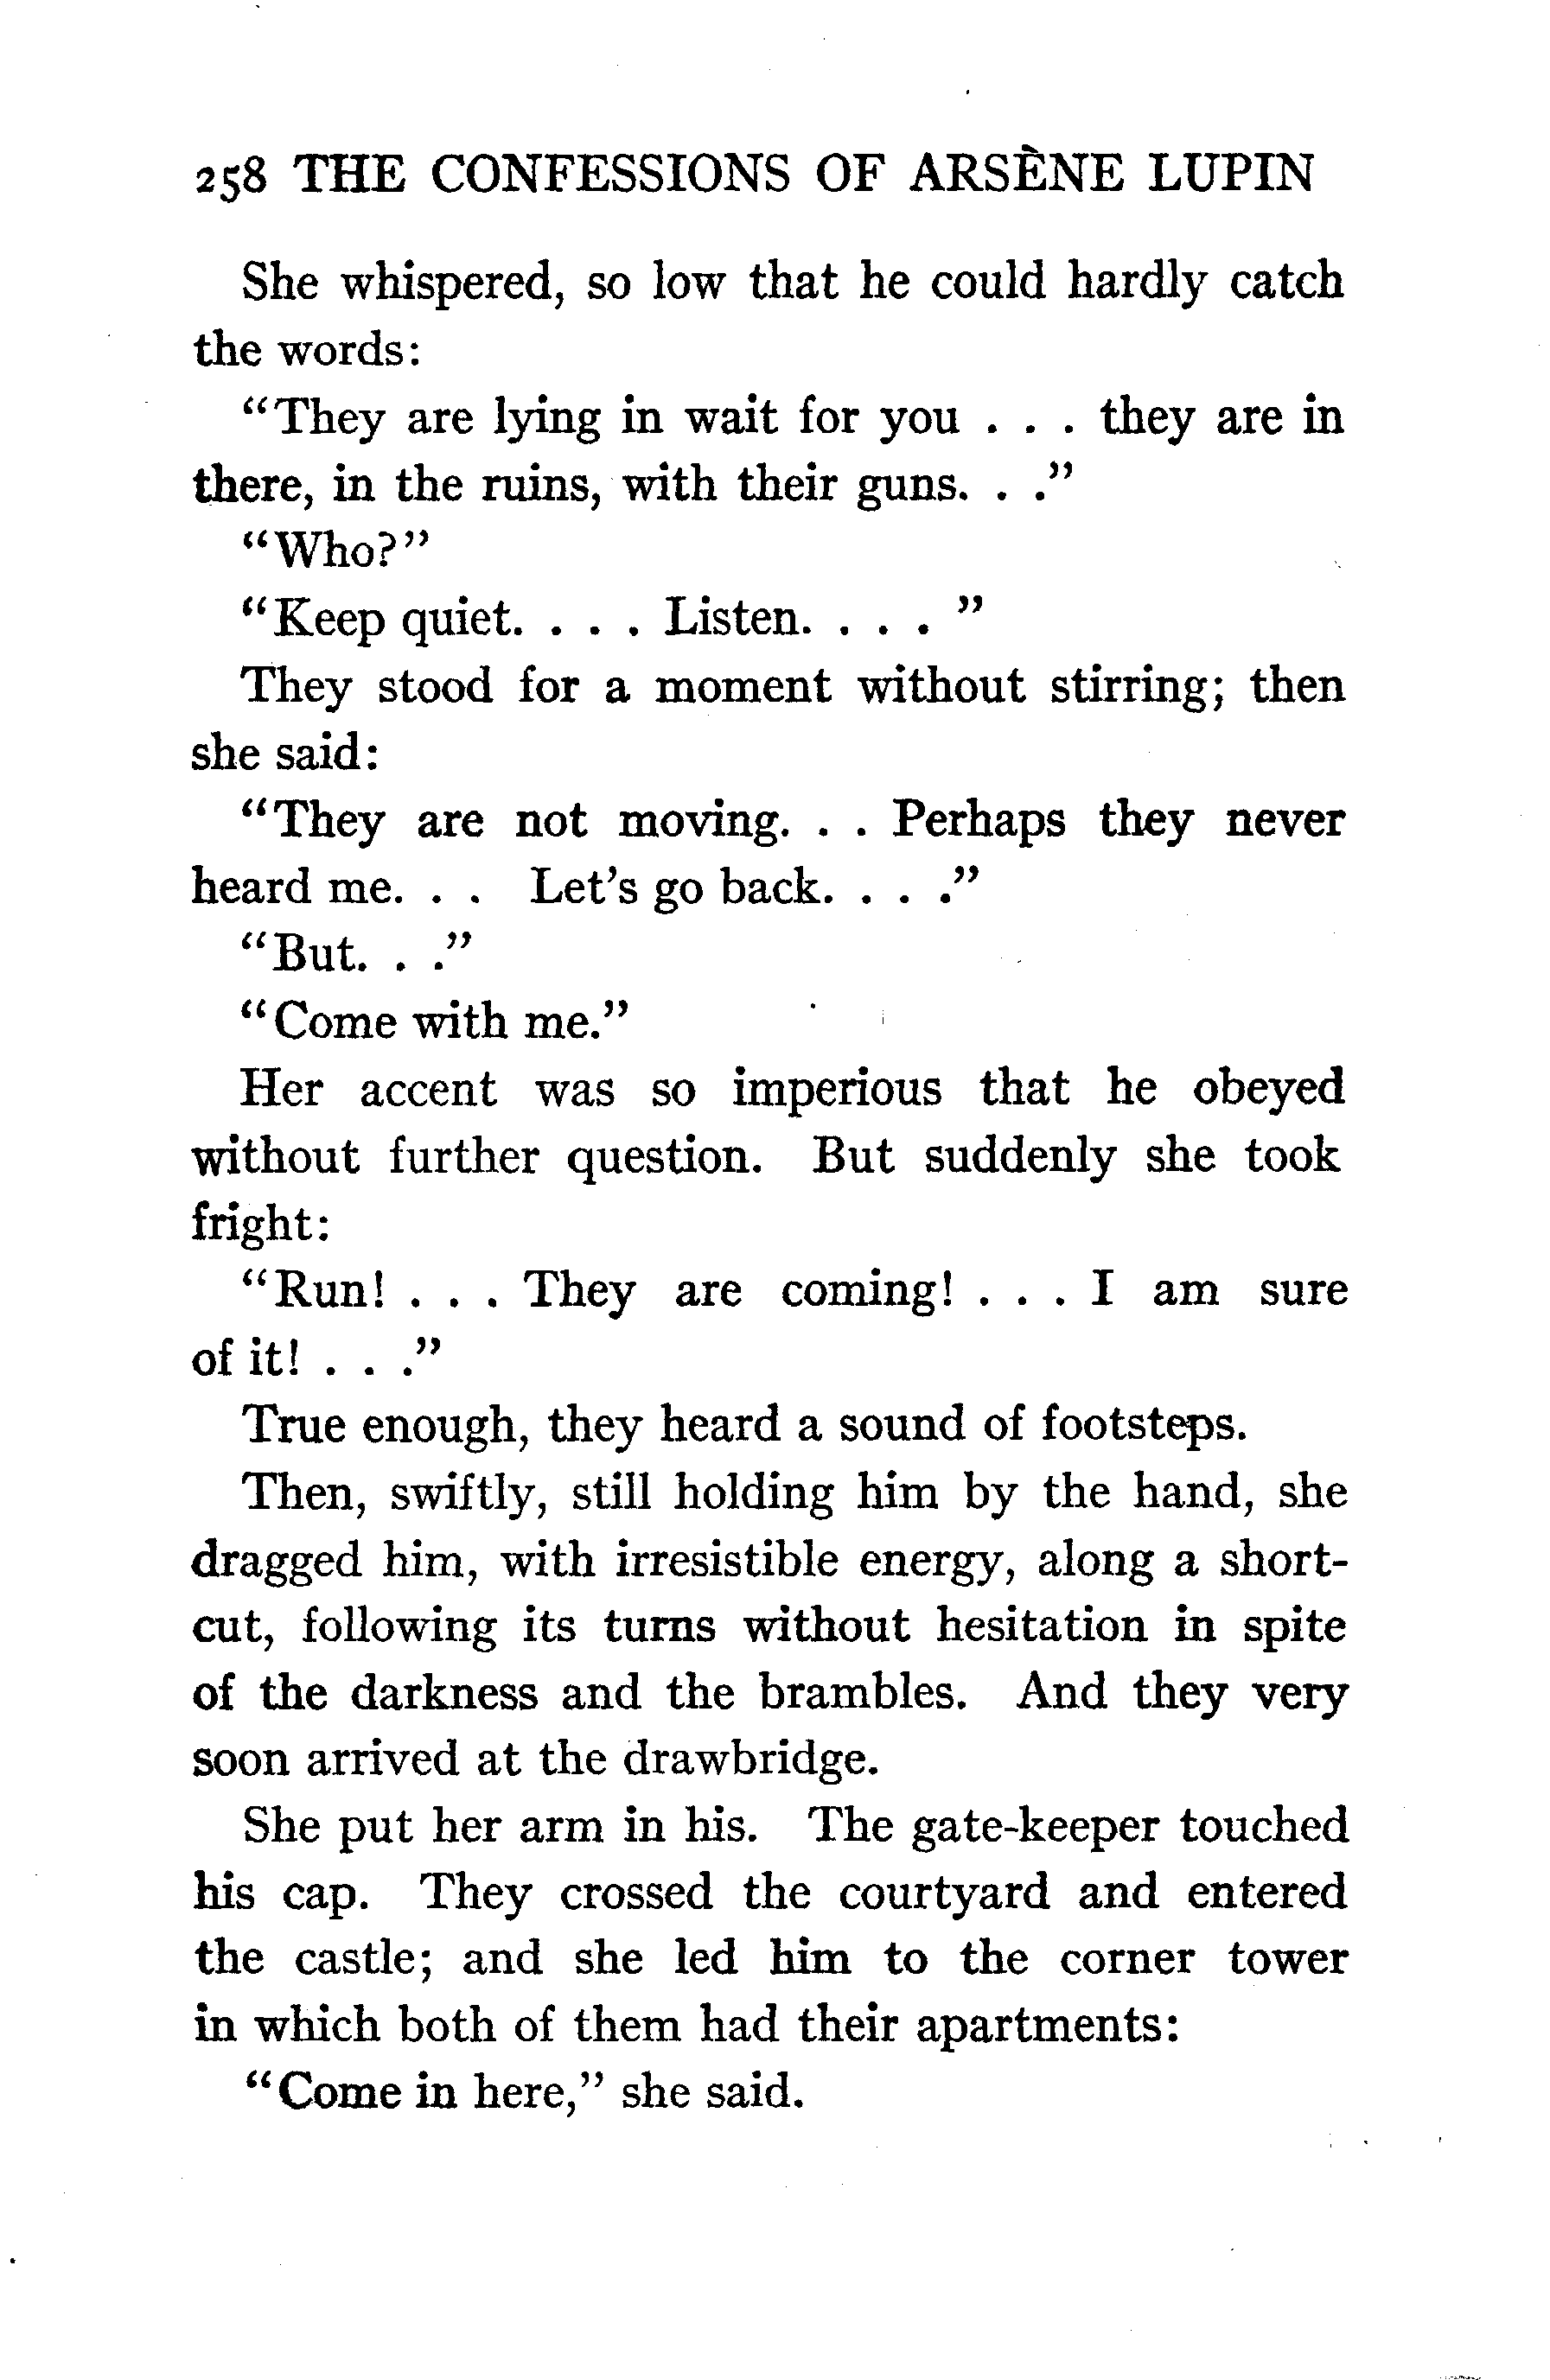 258 THE CONFESSIONS OF ARSÈNE LUPIN
She whispered, so low that he could hardly catch
the words:
“They are lying in wait for you . . . they are in
there, in the ruins, with their guns. . .”
“Who?”
“Keep quiet. . . . Listen. . . . ”
They stood for a moment without stirring; then
she said:
“They are not moving. . . Perhaps they never
heard me. . . Let’s go back. . . .”
“But. . .”
“Come with me.”
Her accent was so imperious that he obeyed
without further question. But suddenly she took
fright:
“Run! . . . They are coming! . . . I am sure
of it! . . .”
True enough, they heard a sound of footsteps.
Then, swiftly, still holding him by the hand, she
dragged him, with irresistible energy, along a short-
cut, following its turns without hesitation in spite
of the darkness and the brambles. And they very
soon arrived at the drawbridge.
She put her arm in his. The gate-keeper touched
his cap. They crossed the courtyard and entered
the castle; and she led him to the corner tower
in which both of them had their apartments:
“Come in here,” she said.